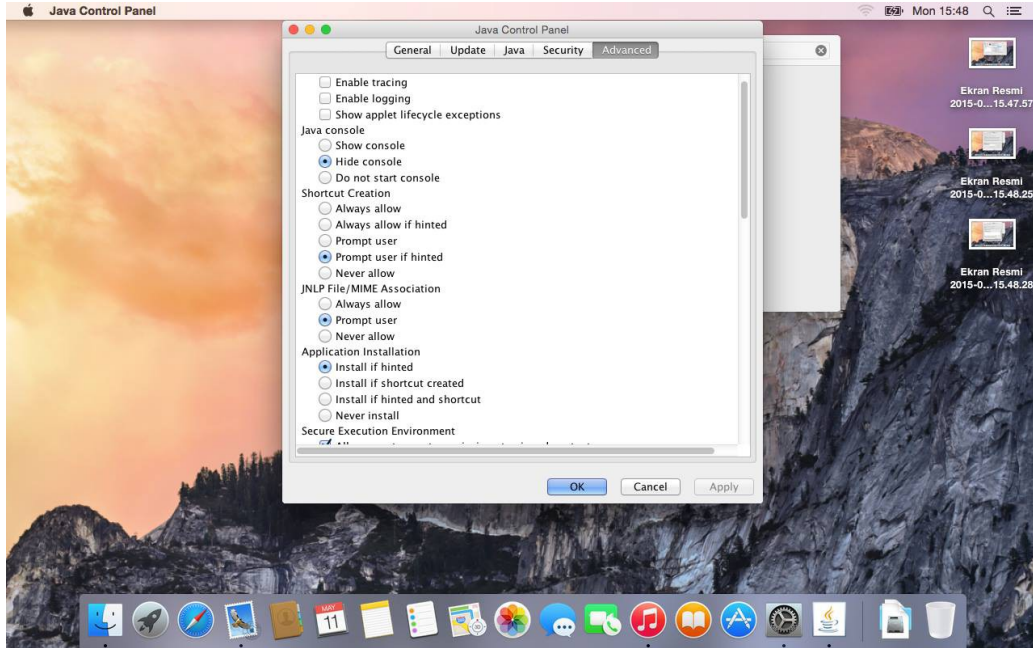 Java Control Panel
Mon 15:48
Java Control Panel
General Update Java Security Advanced
Enable tracing
Enable logging
Show applet lifecycle exceptions
Java console
Show console
Hide console
Do not start console
Shortcut Creation
Always allow
Always allow if hinted
Prompt user
Prompt user if hinted
Never allow
JNLP File/MIME Association
Always allow
Prompt user
Never allow
Application Installation
Install if hinted
Install if shortcut created
Install if hinted and shortcut
Never install
Secure Execution Environment
OK Cancel Apply
Ekran Resmi
2015-0...15.47.57
Ekran Resmi
2015-0...15.48.25
Ekran Resmi
2015-0...15.48.28
MAY
11